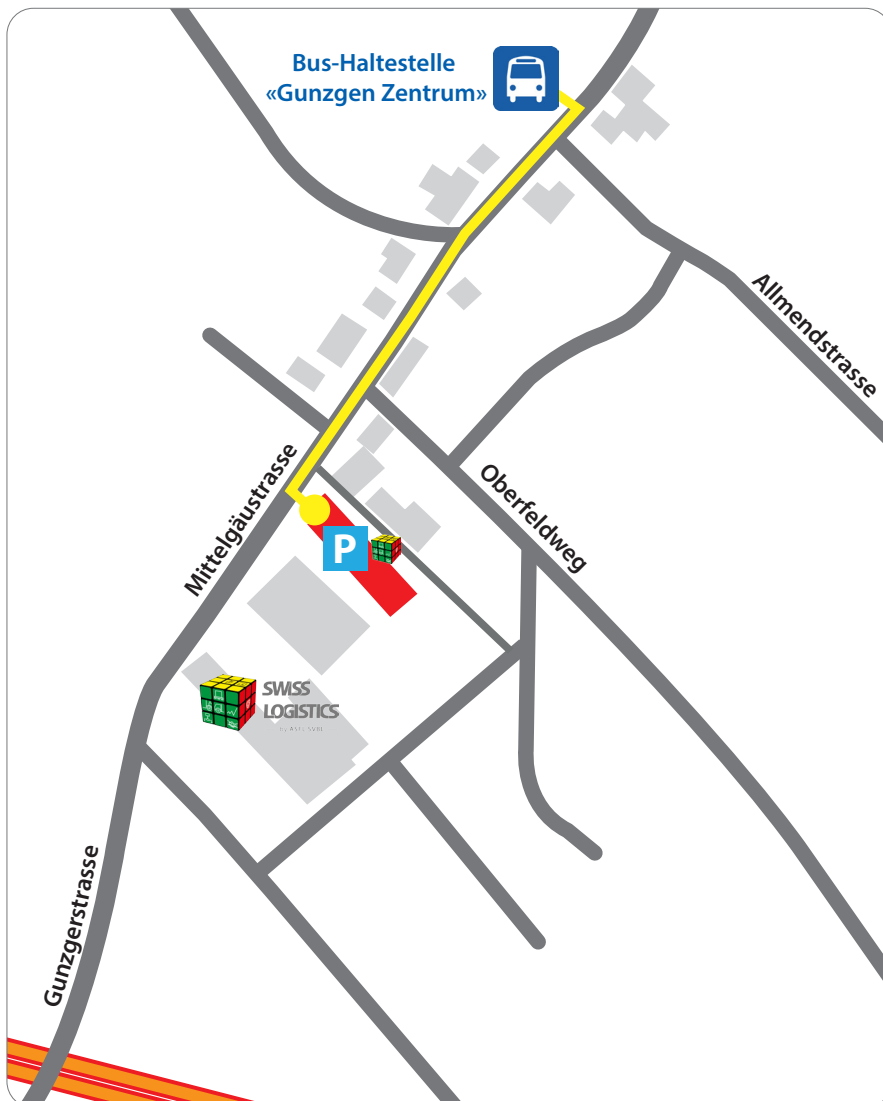 Bus-Haltestelle
«Gunzgen Zentrum»
Allmendstrasse
Mittelgäustrasse
Oberfeldweg
P
SWISS
LOGISTICS
Gunzgerstrasse